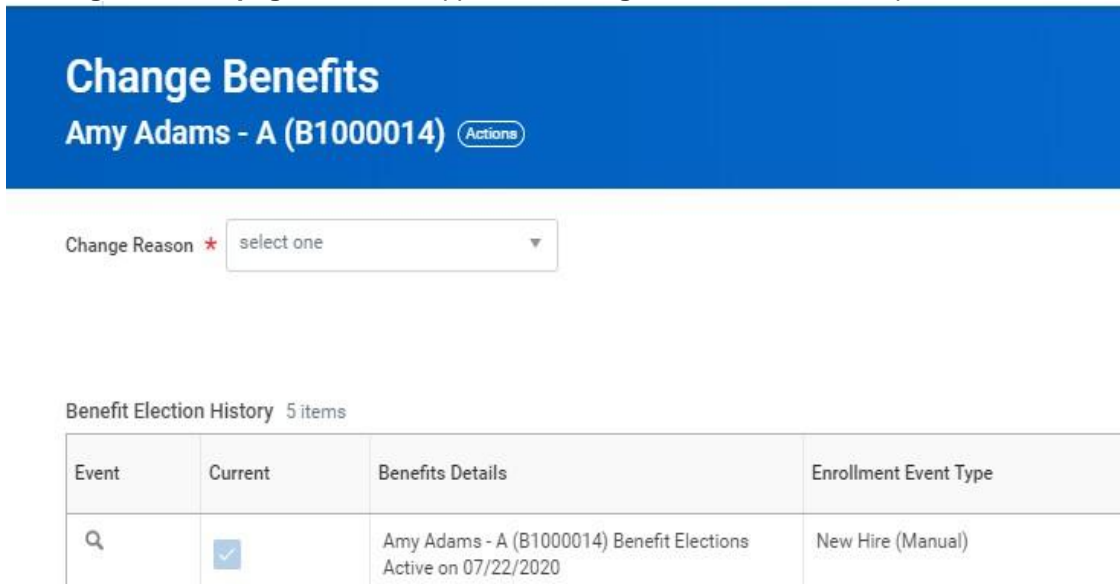 Change Benefits
Amy Adams - A (B1000014) Actions
Change Reason * select one
Benefit Election History 5 items
Event Current Benefits Details Enrollment Event Type
Amy Adams - A (B1000014) Benefit Elections New Hire (Manual)
Active on 07/22/2020